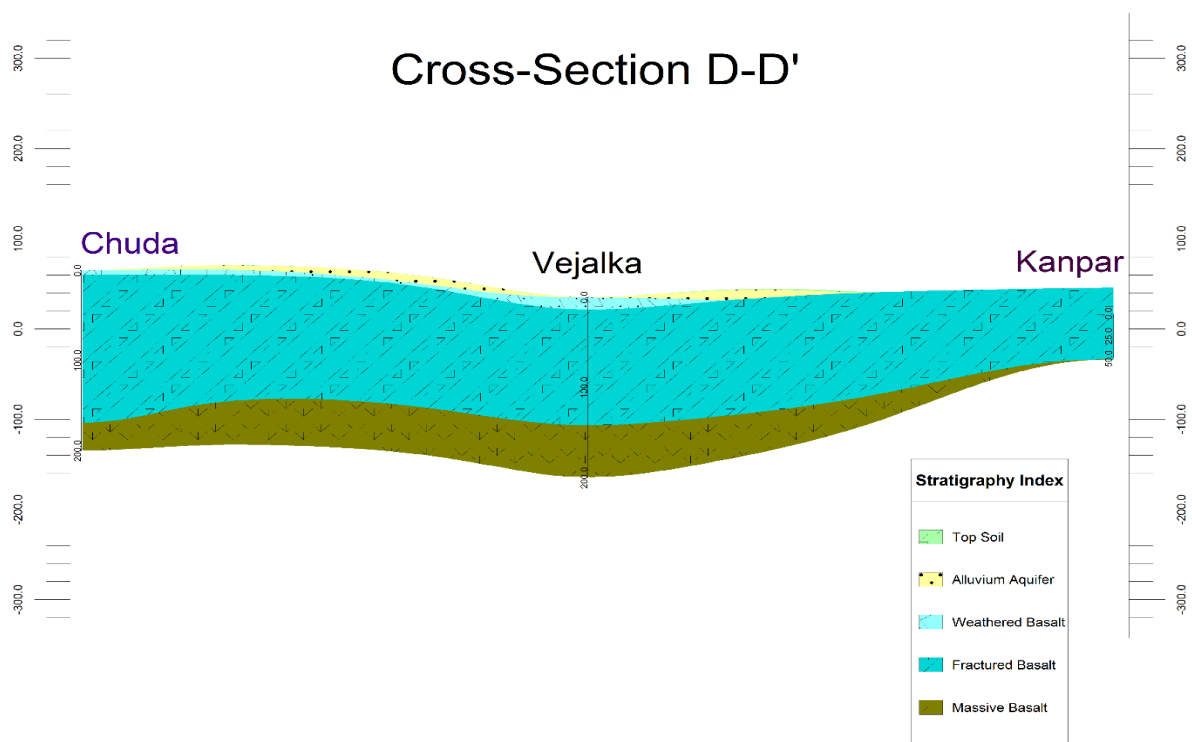 Cross-Section D-D'
300.0
200.0
100.0
0.0
-100.0
-200.0
-300.0
300.0
200.0
100.0
0.0
-100.0
-200.0
-300.0
Chuda
Vejalka
Kanpar
0.0
100.0
200.0
0.0
120.0
200.0
0.0
25.0
50.0
Stratigraphy Index
Top Soil
Alluvium Aquifer
Weathered Basalt
Fractured Basalt
Massive Basalt